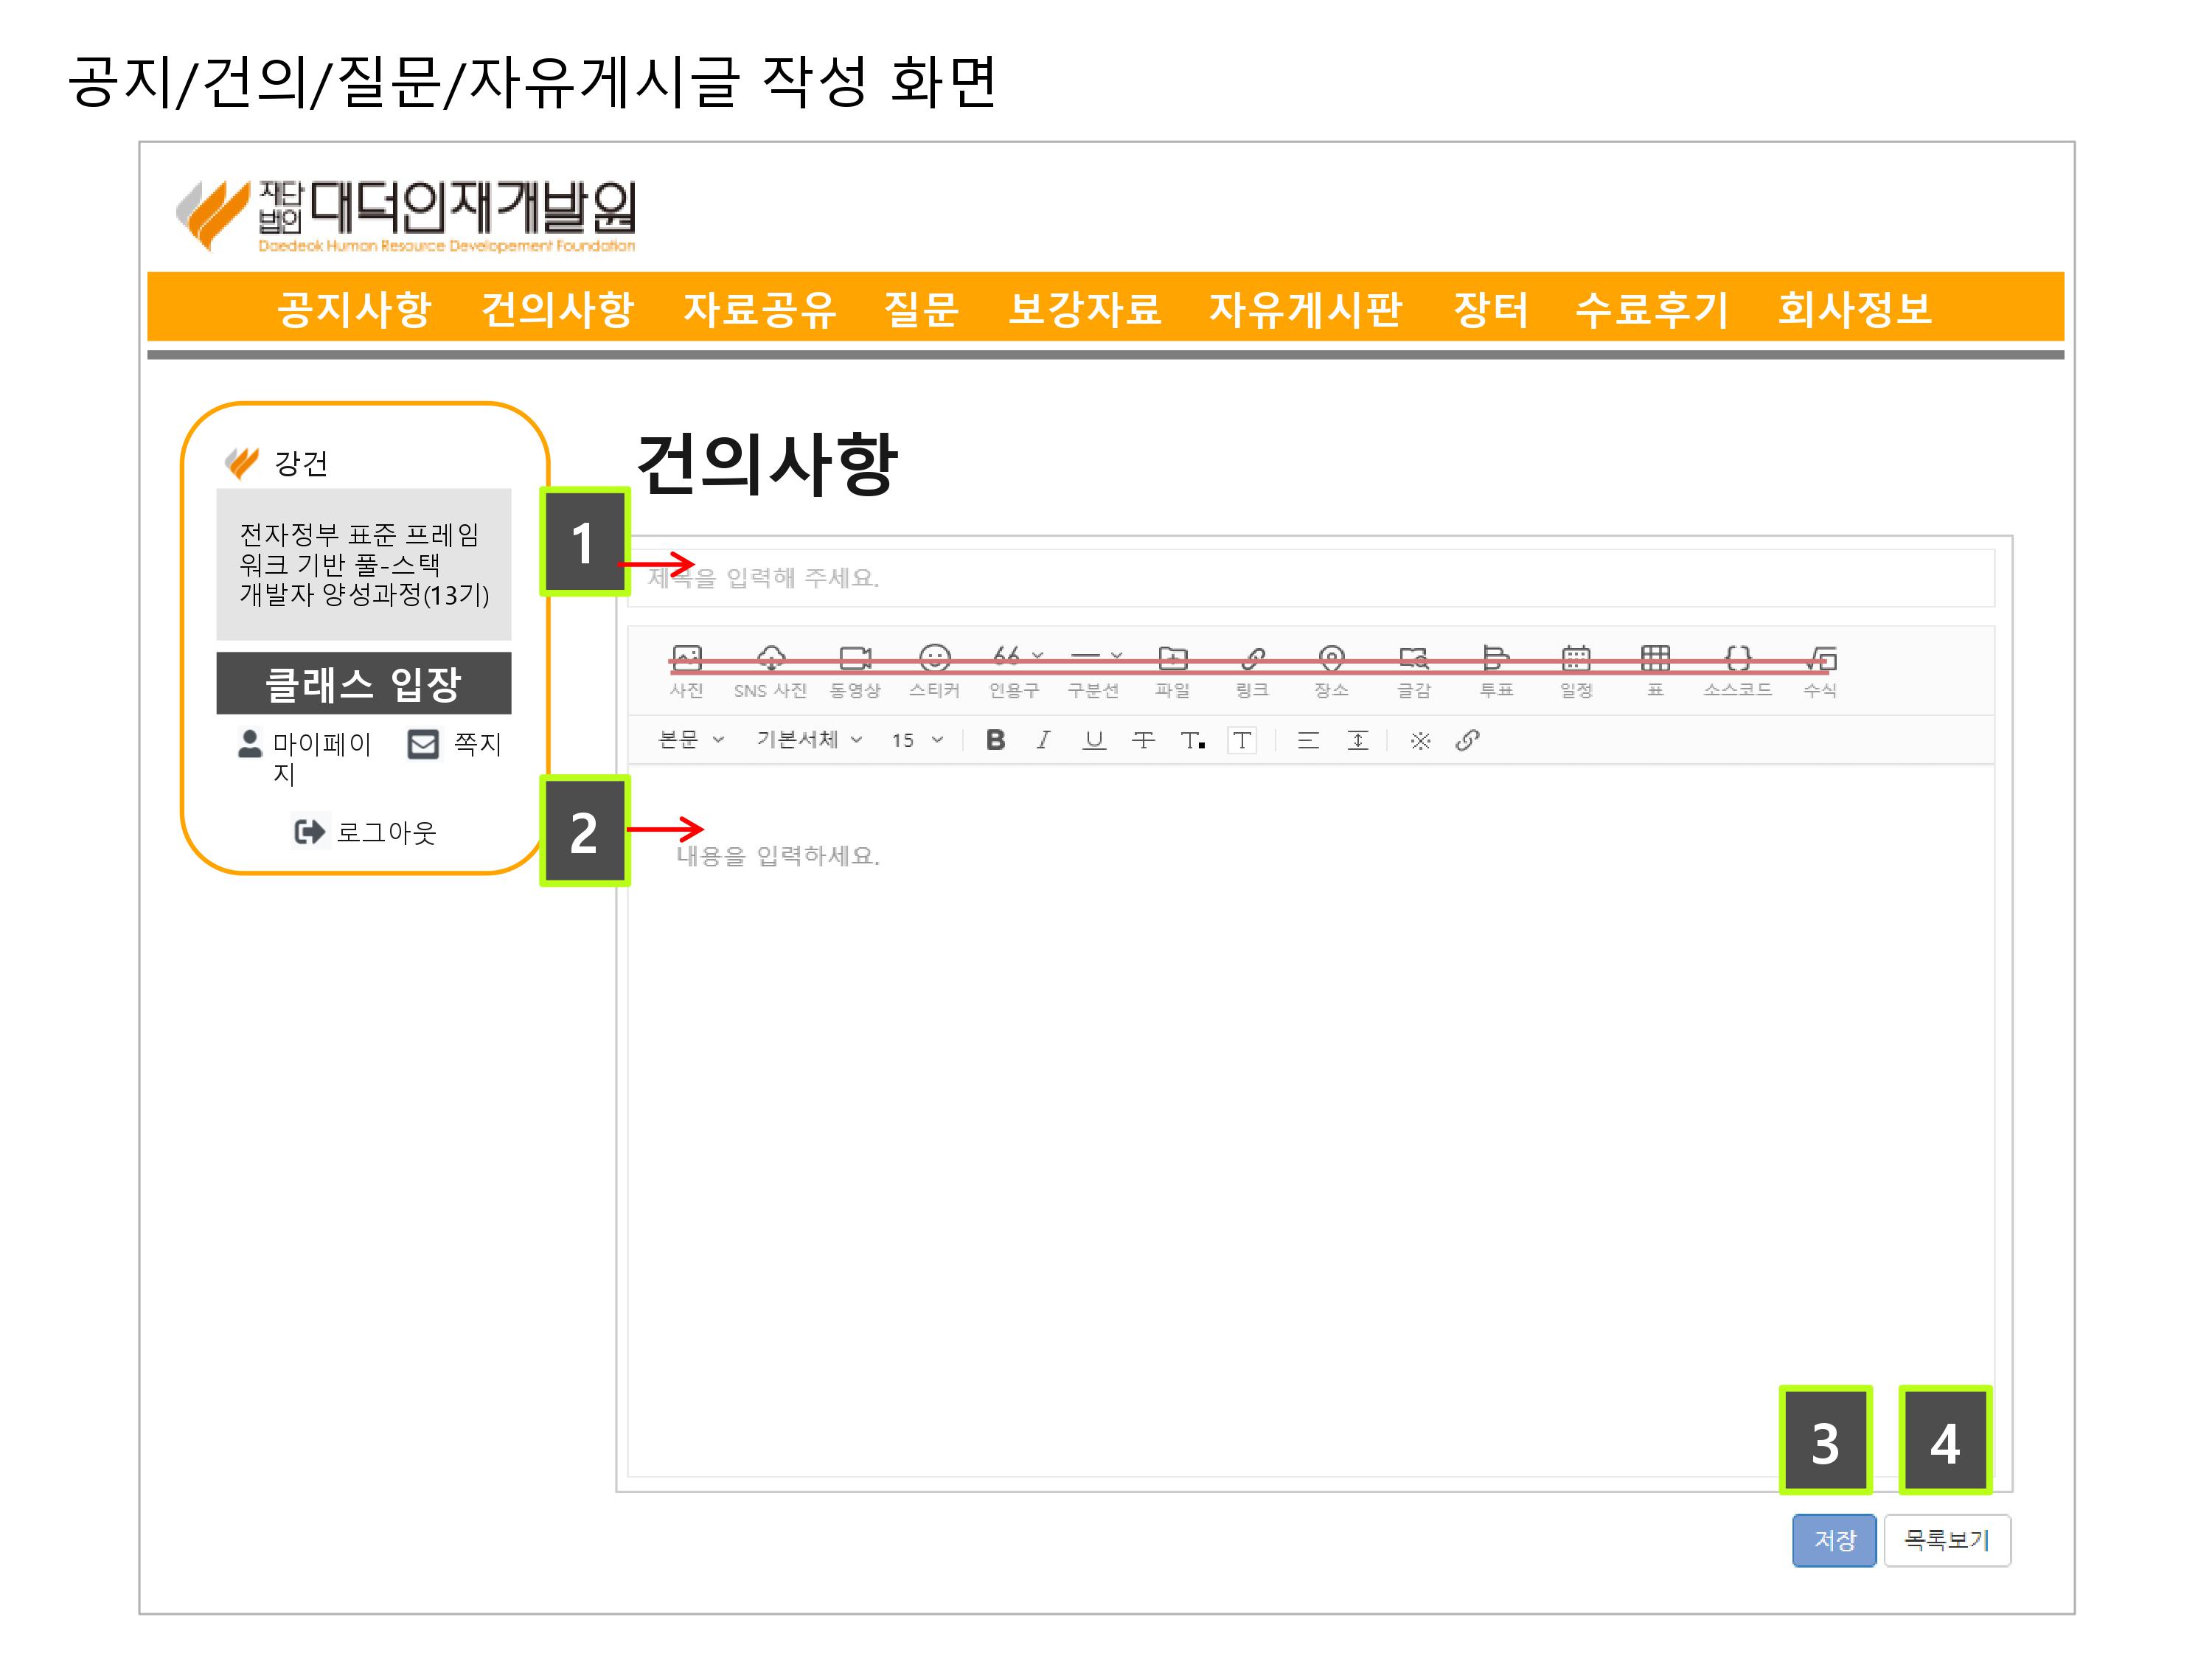 공지/건의/질문/자유게시글 작성 화면
재단법인 대덕인재개발원
Daedeok Human Resource Developement Foundation
공지사항 건의사항 자료공유 질문 보강자료 자유게시판 장터 수료후기 회사정보
강건
전자정부 표준 프레임
워크 기반 풀-스택
개발자 양성과정(13기)
클래스 입장
마이페이
지
쪽지
로그아웃
건의사항
1
제목을 입력해 주세요.
사진 SNS 사진 동영상 스티커 인용구 구분선 파일 링크 장소 글감 투표 일정 표 소스코드 수식
본문 기본서체 15 B I U T T. T
2
내용을 입력하세요.
3 4
저장 목록보기